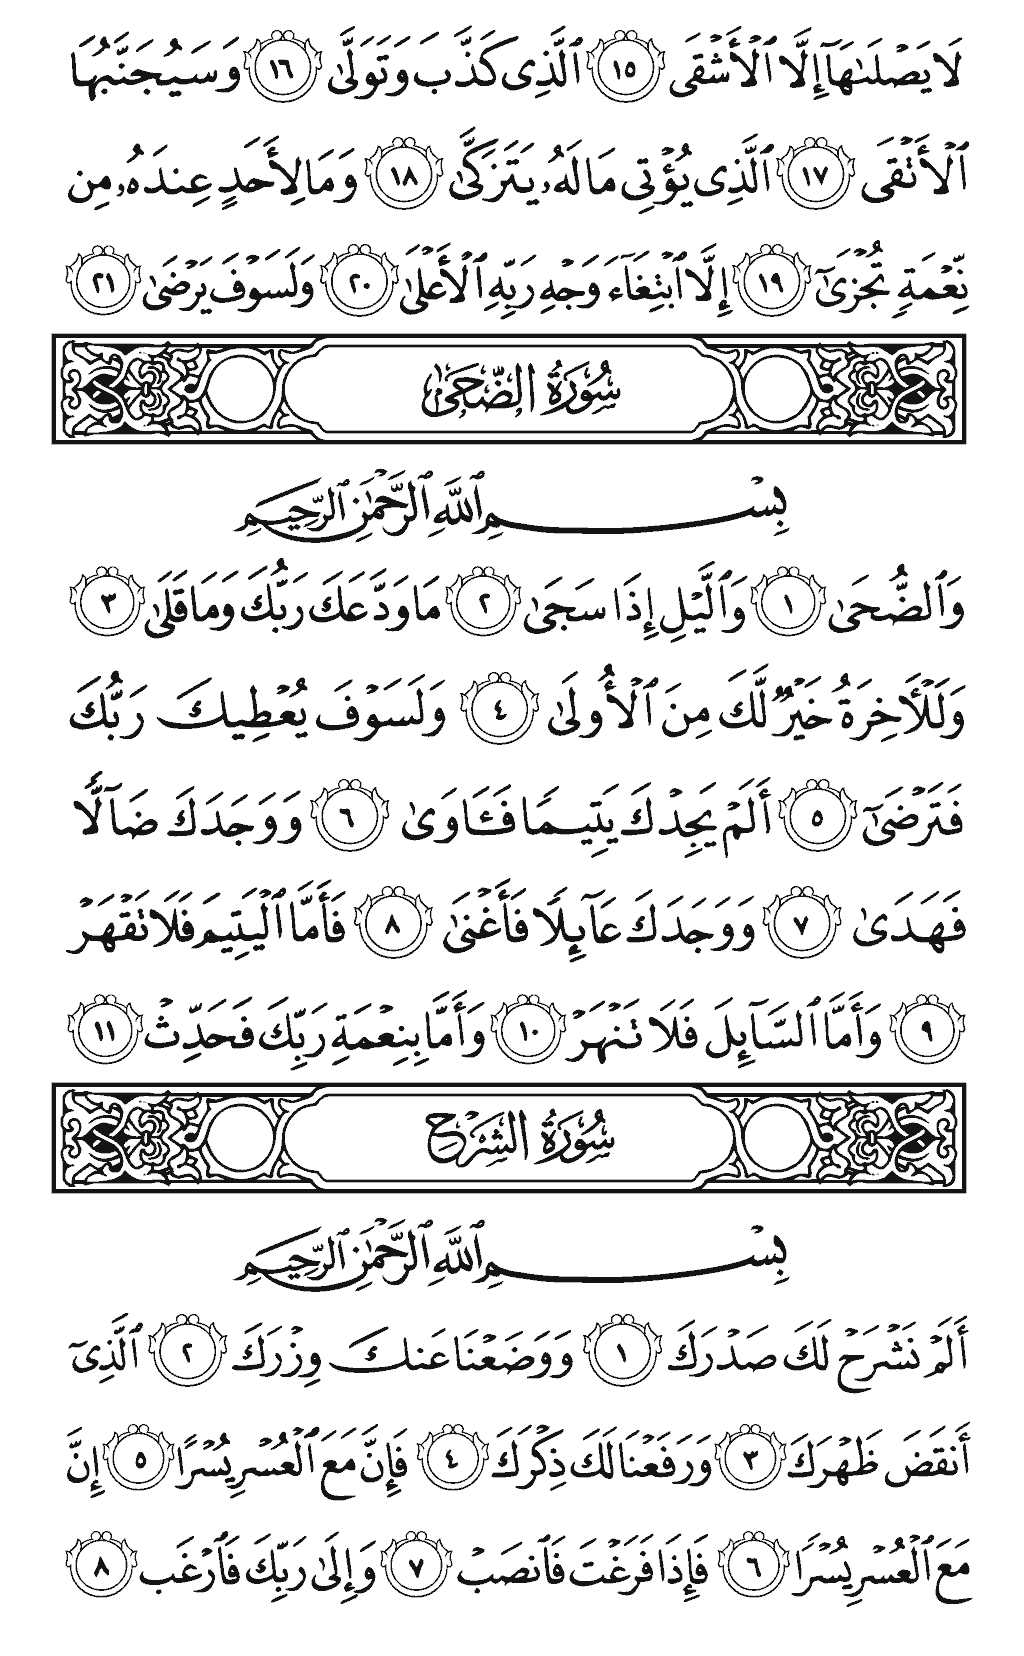 لَا يَصْلَىٰهَآ إِلَّا ٱلْأَشْقَى ١٥ ٱلَّذِى كَذَّبَ وَتَوَلَّىٰ ١٦ وَسَيُجَنَّبُهَا
ٱلْأَتْقَى ١٧ ٱلَّذِى يُؤْتِى مَالَهُۥ يَتَزَكَّىٰ ١٨ وَمَا لِأَحَدٍ عِندَهُۥ مِن
نِّعْمَةٍ تُجْزَىٰٓ ١٩ إِلَّا ٱبْتِغَآءَ وَجْهِ رَبِّهِ ٱلْأَعْلَىٰ ٢٠ وَلَسَوْفَ يَرْضَىٰ ٢١
سُورَةُ الضُّحَىٰ
بِسْمِ ٱللَّهِ ٱلرَّحْمَٰنِ ٱلرَّحِيمِ
وَٱلضُّحَىٰ ١ وَٱلَّيْلِ إِذَا سَجَىٰ ٢ مَا وَدَّعَكَ رَبُّكَ وَمَا قَلَىٰ ٣
وَلَلْأَخِرَةُ خَيْرٌ لَّكَ مِنَ ٱلْأُولَىٰ ٤ وَلَسَوْفَ يُعْطِيكَ رَبُّكَ
فَتَرْضَىٰٓ ٥ أَلَمْ يَجِدْكَ يَتِيمًا فَـَٔاوَىٰ ٦ وَوَجَدَكَ ضَآلًّا
فَهَدَىٰ ٧ وَوَجَدَكَ عَآئِلًا فَأَغْنَىٰ ٨ فَأَمَّا ٱلْيَتِيمَ فَلَا تَقْهَرْ
٩ وَأَمَّا ٱلسَّآئِلَ فَلَا تَنْهَرْ ١٠ وَأَمَّا بِنِعْمَةِ رَبِّكَ فَحَدِّثْ ١١
سُورَةُ الشَّرْحِ
بِسْمِ ٱللَّهِ ٱلرَّحْمَٰنِ ٱلرَّحِيمِ
أَلَمْ نَشْرَحْ لَكَ صَدْرَكَ ١ وَوَضَعْنَا عَنكَ وِزْرَكَ ٢ ٱلَّذِىٓ
أَنقَضَ ظَهْرَكَ ٣ وَرَفَعْنَا لَكَ ذِكْرَكَ ٤ فَإِنَّ مَعَ ٱلْعُسْرِ يُسْرًا ٥ إِنَّ
مَعَ ٱلْعُسْرِ يُسْرًا ٦ فَإِذَا فَرَغْتَ فَٱنصَبْ ٧ وَإِلَىٰ رَبِّكَ فَٱرْغَب ٨